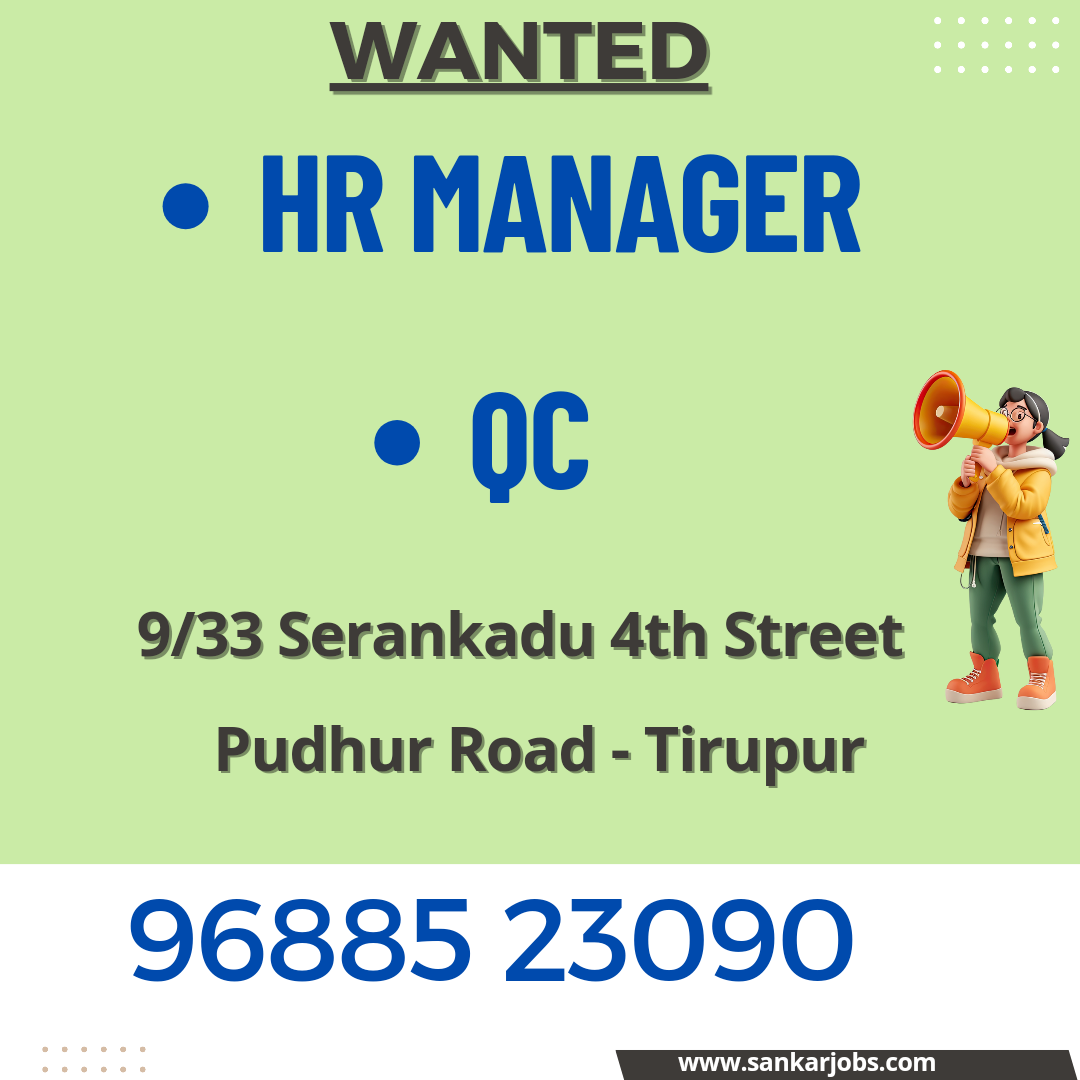 WANTED
• HR MANAGER
• QC
9/33 Serankadu 4th Street
Pudhur Road - Tirupur
96885 23090
www.sankarjobs.com